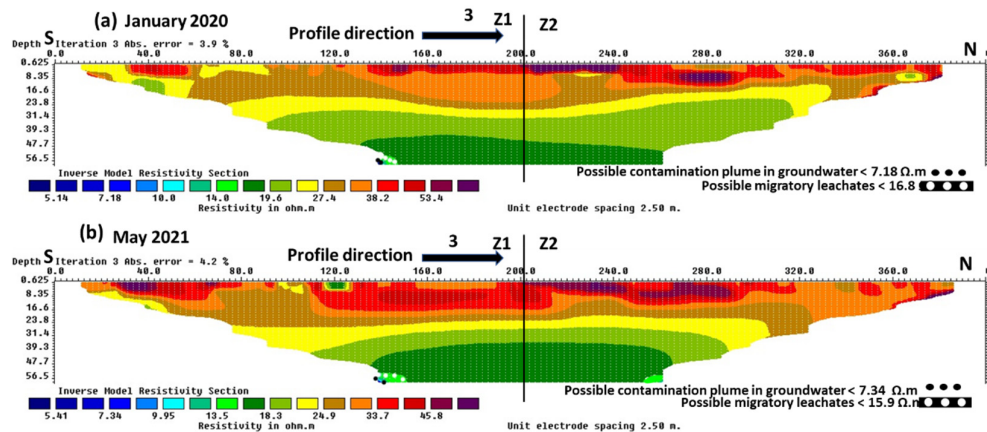 (a) January 2020
3
Z1 Z2
Profile direction
N
Depth S Iteration 3 Abs. error = 3.9 %
0.0 40.0 80.0 120.0 160.0 200.0 240.0 280.0 320.0 360.0
0.625
8.35
16.6
23.8
31.4
39.3
47.7
56.5
Possible contamination plume in groundwater < 7.18 Ω.m
Possible migratory leachates < 16.8
Inverse Model Resistivity Section
5.14 7.18 10.0 14.0 19.6 27.4 38.2 53.4
Resistivity in ohm.m
Unit electrode spacing 2.50 m.
(b) May 2021
3
Z1 Z2
Profile direction
N
Depth S Iteration 3 Abs. error = 4.2 %
0.0 40.0 80.0 120.0 160.0 200.0 240.0 280.0 320.0 360.0
0.625
8.35
16.6
23.8
31.4
39.3
47.7
56.5
Possible contamination plume in groundwater < 7.34 Ω.m
Possible migratory leachates < 15.9 Ω.m
Inverse Model Resistivity Section
5.41 7.34 9.95 13.5 18.3 24.9 33.7 45.8
Resistivity in ohm.m
Unit electrode spacing 2.50 m.